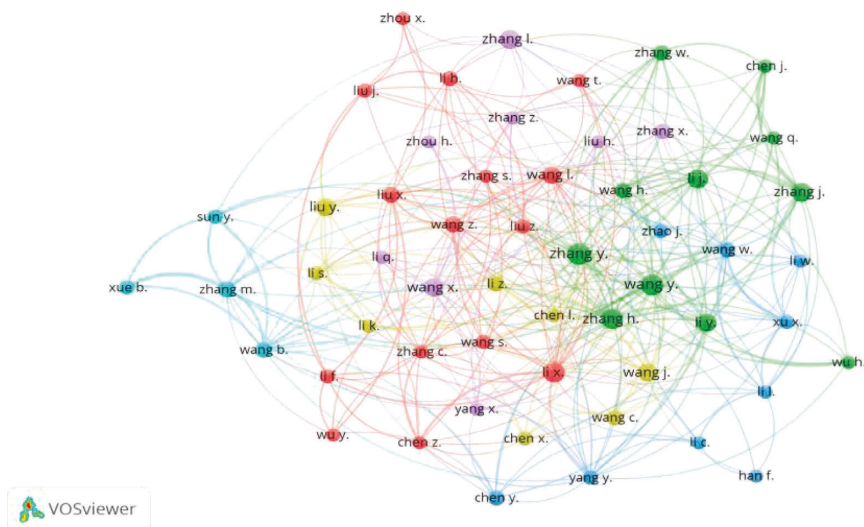 zhou x.
zhang l.
zhang w.
chen j.
li h.
wang t.
liu j.
zhang z.
zhou h.
liu h.
zhang x.
wang q.
zhang s.
wang l.
wang h.
li j.
zhang j.
liu x.
liu y.
sun y.
wang z.
liu z.
zhao j.
wang w.
li q.
zhang y.
li w.
li s.
xue b.
zhang m.
wang x.
li z.
wang y.
chen l.
zhang h.
li y.
xu x.
li k.
wang b.
zhang c.
wang s.
wu h.
li f.
li x.
wang j.
li l.
yang x.
wang c.
wu y.
chen z.
chen x.
li c.
yang y.
han f.
chen y.
VOSviewer